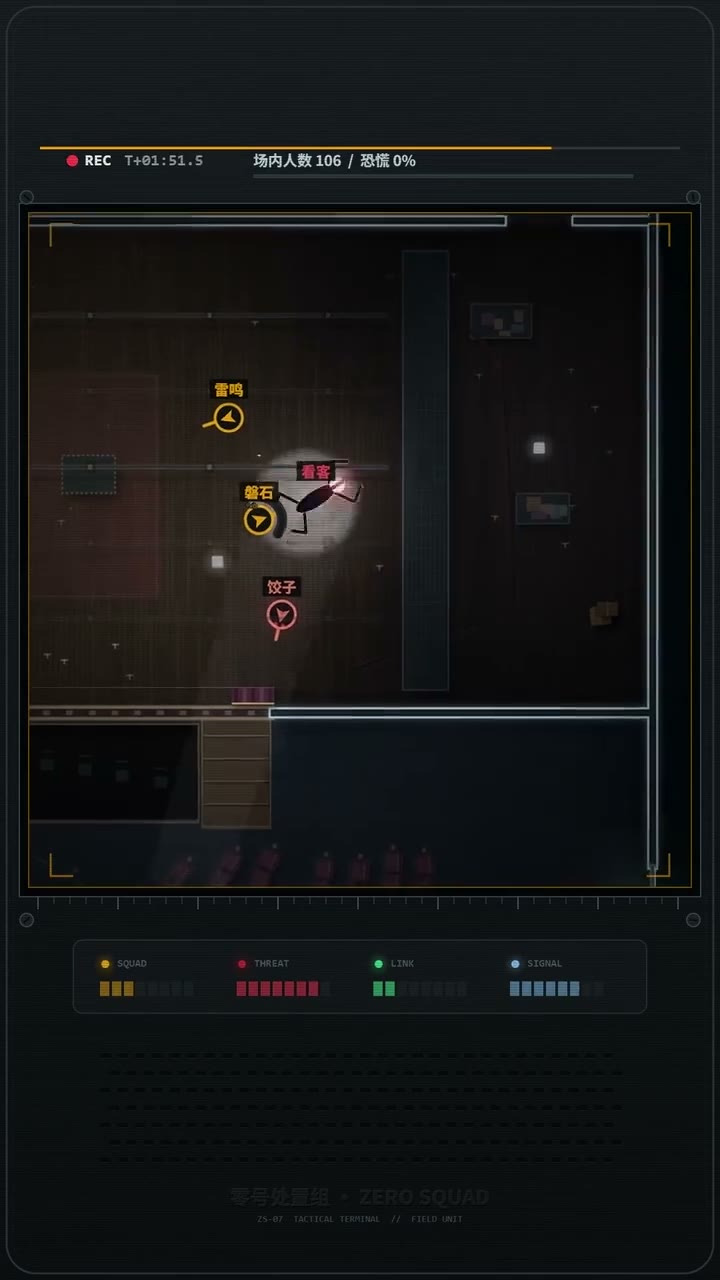 REC T+01:51.5 场内人数 106 / 恐慌 0%
雷鸣
看客
磐石
饺子
SQUAD THREAT LINK SIGNAL
零号处置组 · ZERO SQUAD
ZS-07 TACTICAL TERMINAL // FIELD UNIT